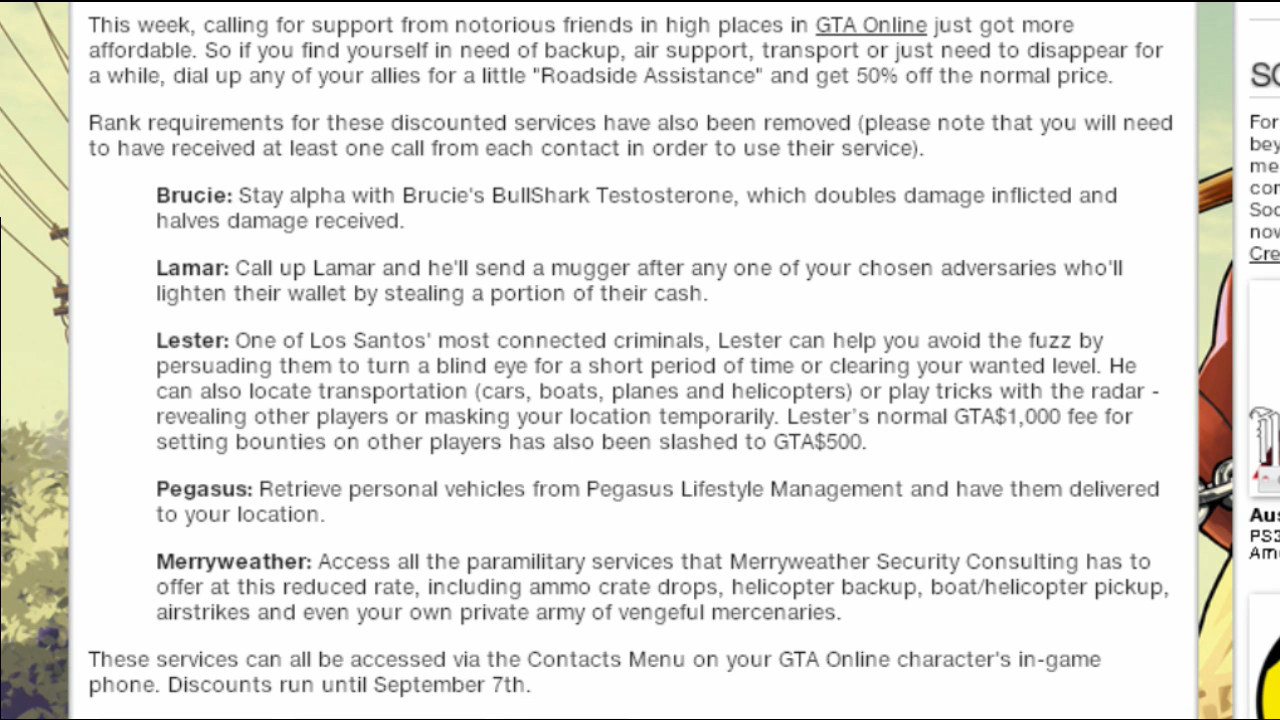 This week, calling for support from notorious friends in high places in GTA Online just got more
affordable. So if you find yourself in need of backup, air support, transport or just need to disappear for
a while, dial up any of your allies for a little "Roadside Assistance" and get 50% off the normal price.
Rank requirements for these discounted services have also been removed (please note that you will need
to have received at least one call from each contact in order to use their service).
Brucie: Stay alpha with Brucie's BullShark Testosterone, which doubles damage inflicted and
halves damage received.
Lamar: Call up Lamar and he'll send a mugger after any one of your chosen adversaries who'll
lighten their wallet by stealing a portion of their cash.
Lester: One of Los Santos' most connected criminals, Lester can help you avoid the fuzz by
persuading them to turn a blind eye for a short period of time or clearing your wanted level. He
can also locate transportation (cars, boats, planes and helicopters) or play tricks with the radar -
revealing other players or masking your location temporarily. Lester's normal GTA$1,000 fee for
setting bounties on other players has also been slashed to GTA$500.
Pegasus: Retrieve personal vehicles from Pegasus Lifestyle Management and have them delivered
to your location.
Merryweather: Access all the paramilitary services that Merryweather Security Consulting has to
offer at this reduced rate, including ammo crate drops, helicopter backup, boat/helicopter pickup,
airstrikes and even your own private army of vengeful mercenaries.
These services can all be accessed via the Contacts Menu on your GTA Online character's in-game
phone. Discounts run until September 7th.
For